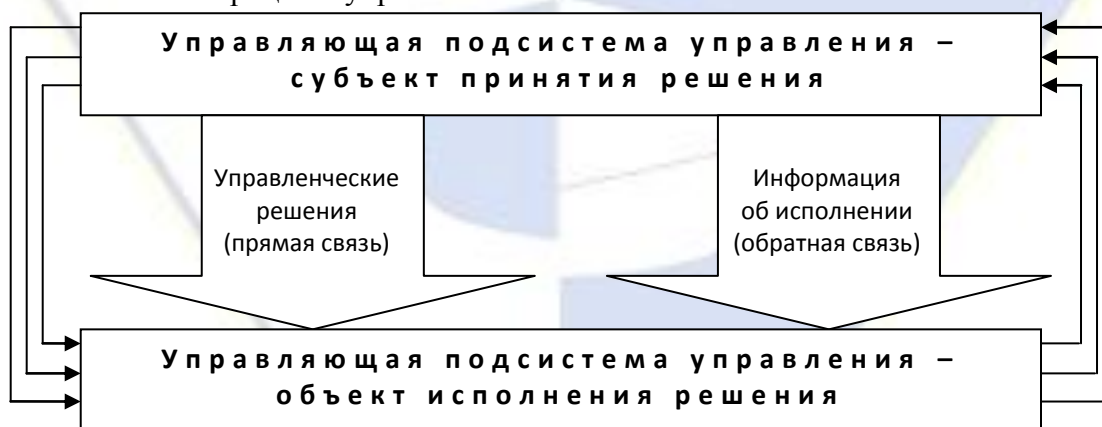 Управляющая подсистема управления –
субъект принятия решения
Управленческие
решения
(прямая связь)
Информация
об исполнении
(обратная связь)
Управляющая подсистема управления –
объект исполнения решения